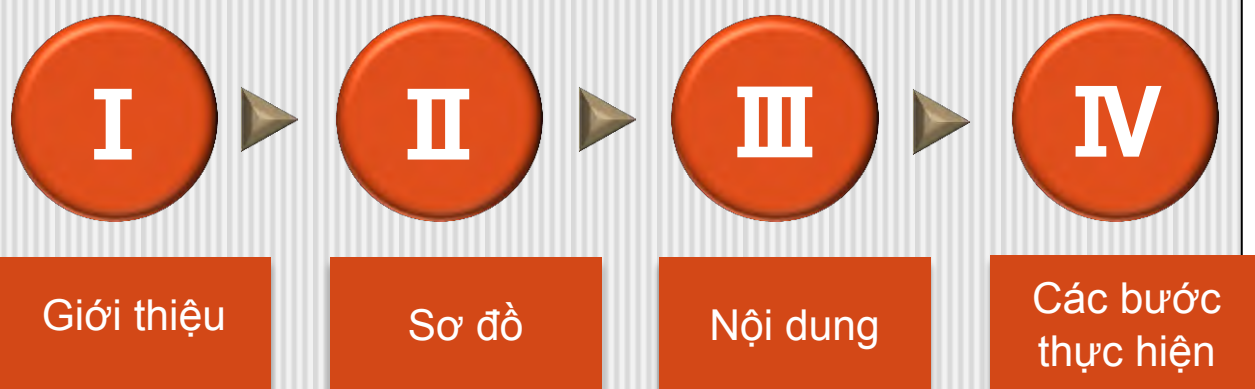 I
II
III
IV
Giới thiệu
Sơ đồ
Nội dung
Các bước
thực hiện